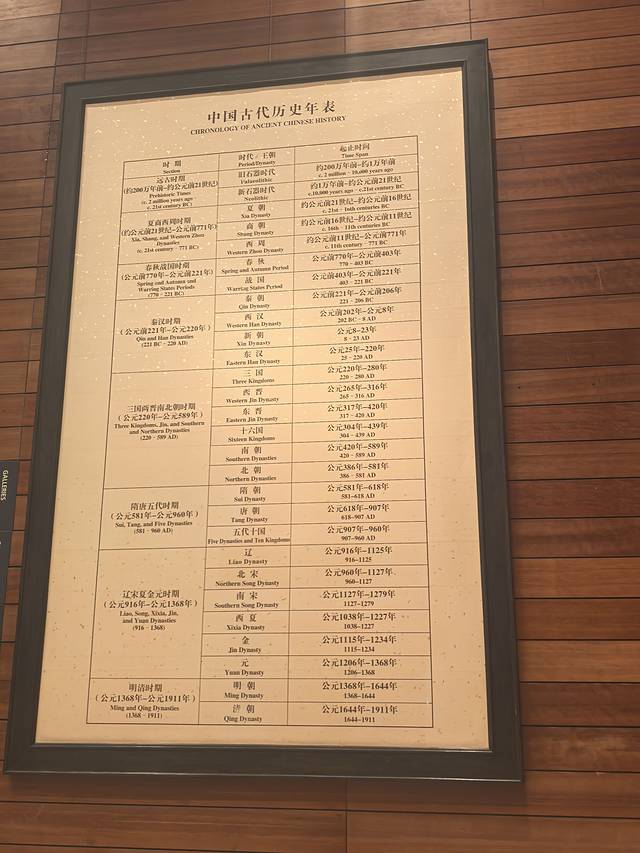 中国古代历史年表
CHRONOLOGY OF ANCIENT CHINESE HISTORY
时 期
Section
时代/王朝
Period/Dynasty
起止时间
Time Span
远古时期
(约200万年前–约公元前21世纪)
Prehistoric Times
(c. 2 million years ago –
c. 21st century BC)
旧石器时代
Palaeolithic
约200万年前–约1万年前
c. 2 million – 10,000 years ago
新石器时代
Neolithic
约1万年前–约公元前21世纪
c.10,000 years ago – c.21st century BC
夏商西周时期
(约公元前21世纪–公元前771年)
Xia, Shang, and Western Zhou
Dynasties
(c. 21st century – 771 BC)
夏 朝
Xia Dynasty
约公元前21世纪–约公元前16世纪
c. 21st – 16th centuries BC
商 朝
Shang Dynasty
约公元前16世纪–约公元前11世纪
c. 16th – 11th centuries BC
西 周
Western Zhou Dynasty
约公元前11世纪–公元前771年
c. 11th century – 771 BC
春秋战国时期
(公元前770年–公元前221年)
Spring and Autumn and
Warring States Periods
(770 – 221 BC)
春 秋
Spring and Autumn Period
公元前770年–公元前403年
770 – 403 BC
战 国
Warring States Period
公元前403年–公元前221年
403 – 221 BC
秦汉时期
(公元前221年–公元220年)
Qin and Han Dynasties
(221 BC – 220 AD)
秦 朝
Qin Dynasty
公元前221年–公元前206年
221 – 206 BC
西 汉
Western Han Dynasty
公元前202年–公元8年
202 BC – 8 AD
新 朝
Xin Dynasty
公元8–23年
8 – 23 AD
东 汉
Eastern Han Dynasty
公元25年–220年
25 – 220 AD
三国两晋南北朝时期
(公元220年–公元589年)
Three Kingdoms, Jin, and Southern
and Northern Dynasties
(220 – 589 AD)
三 国
Three Kingdoms
公元220年–280年
220 – 280 AD
西 晋
Western Jin Dynasty
公元265年–316年
265 – 316 AD
东 晋
Eastern Jin Dynasty
公元317年–420年
317 – 420 AD
十六国
Sixteen Kingdoms
公元304年–439年
304 – 439 AD
南 朝
Southern Dynasties
公元420年–589年
420 – 589 AD
北 朝
Northern Dynasties
公元386年–581年
386 – 581 AD
隋唐五代时期
(公元581年–公元960年)
Sui, Tang, and Five Dynasties
(581 – 960 AD)
隋 朝
Sui Dynasty
公元581年–618年
581–618 AD
唐 朝
Tang Dynasty
公元618年–907年
618–907 AD
五代十国
Five Dynasties and Ten Kingdoms
公元907年–960年
907–960 AD
辽宋夏金元时期
(公元916年–公元1368年)
Liao, Song, Xixia, Jin,
and Yuan Dynasties
(916 – 1368)
辽
Liao Dynasty
公元916年–1125年
916–1125
北 宋
Northern Song Dynasty
公元960年–1127年
960–1127
南 宋
Southern Song Dynasty
公元1127年–1279年
1127–1279
西 夏
Xixia Dynasty
公元1038年–1227年
1038–1227
金
Jin Dynasty
公元1115年–1234年
1115–1234
元
Yuan Dynasty
公元1206年–1368年
1206–1368
明清时期
(公元1368年–公元1911年)
Ming and Qing Dynasties
(1368 – 1911)
明 朝
Ming Dynasty
公元1368年–1644年
1368–1644
清 朝
Qing Dynasty
公元1644年–1911年
1644–1911
GALLERIES